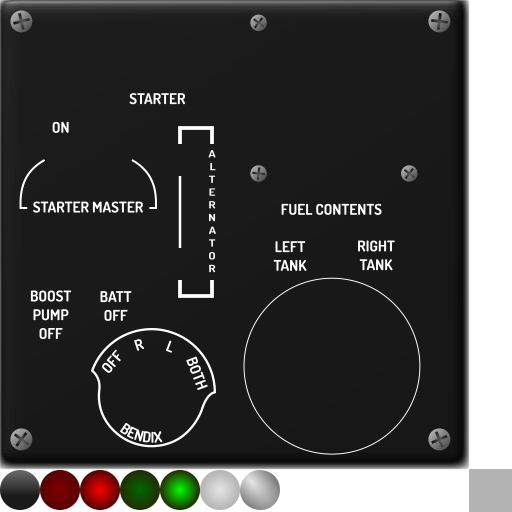 STARTER
ON
ALTERNATOR
STARTER MASTER
FUEL CONTENTS
LEFT
TANK
RIGHT
TANK
BOOST
PUMP
OFF
BATT
OFF
OFF R L BOTH
BENDIX